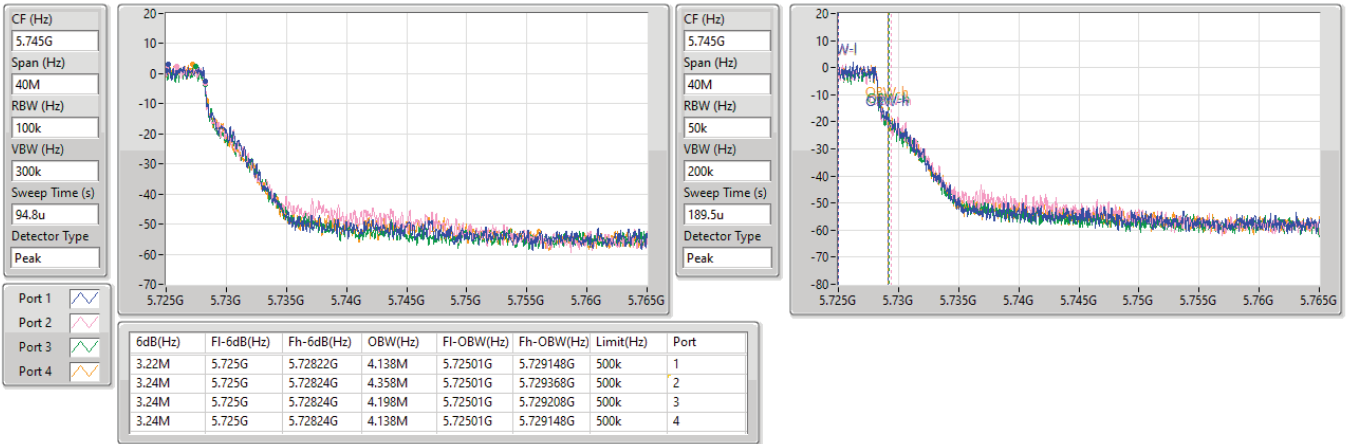 CF (Hz)
5.745G
Span (Hz)
40M
RBW (Hz)
100k
VBW (Hz)
300k
Sweep Time (s)
94.8u
Detector Type
Peak
20
10
0
-10
-20
-30
-40
-50
-60
-70
5.725G 5.73G 5.735G 5.74G 5.745G 5.75G 5.755G 5.76G 5.765G
CF (Hz)
5.745G
Span (Hz)
40M
RBW (Hz)
50k
VBW (Hz)
200k
Sweep Time (s)
189.5u
Detector Type
Peak
20
10
0
-10
-20
-30
-40
-50
-60
-70
-80
W-l
OBW-h
OBW-h
5.725G 5.73G 5.735G 5.74G 5.745G 5.75G 5.755G 5.76G 5.765G
Port 1
Port 2
Port 3
Port 4
6dB(Hz) Fl-6dB(Hz) Fh-6dB(Hz) OBW(Hz) Fl-OBW(Hz) Fh-OBW(Hz) Limit(Hz) Port
3.22M 5.725G 5.72822G 4.138M 5.72501G 5.729148G 500k 1
3.24M 5.725G 5.72824G 4.358M 5.72501G 5.729368G 500k 2
3.24M 5.725G 5.72824G 4.198M 5.72501G 5.729208G 500k 3
3.24M 5.725G 5.72824G 4.138M 5.72501G 5.729148G 500k 4